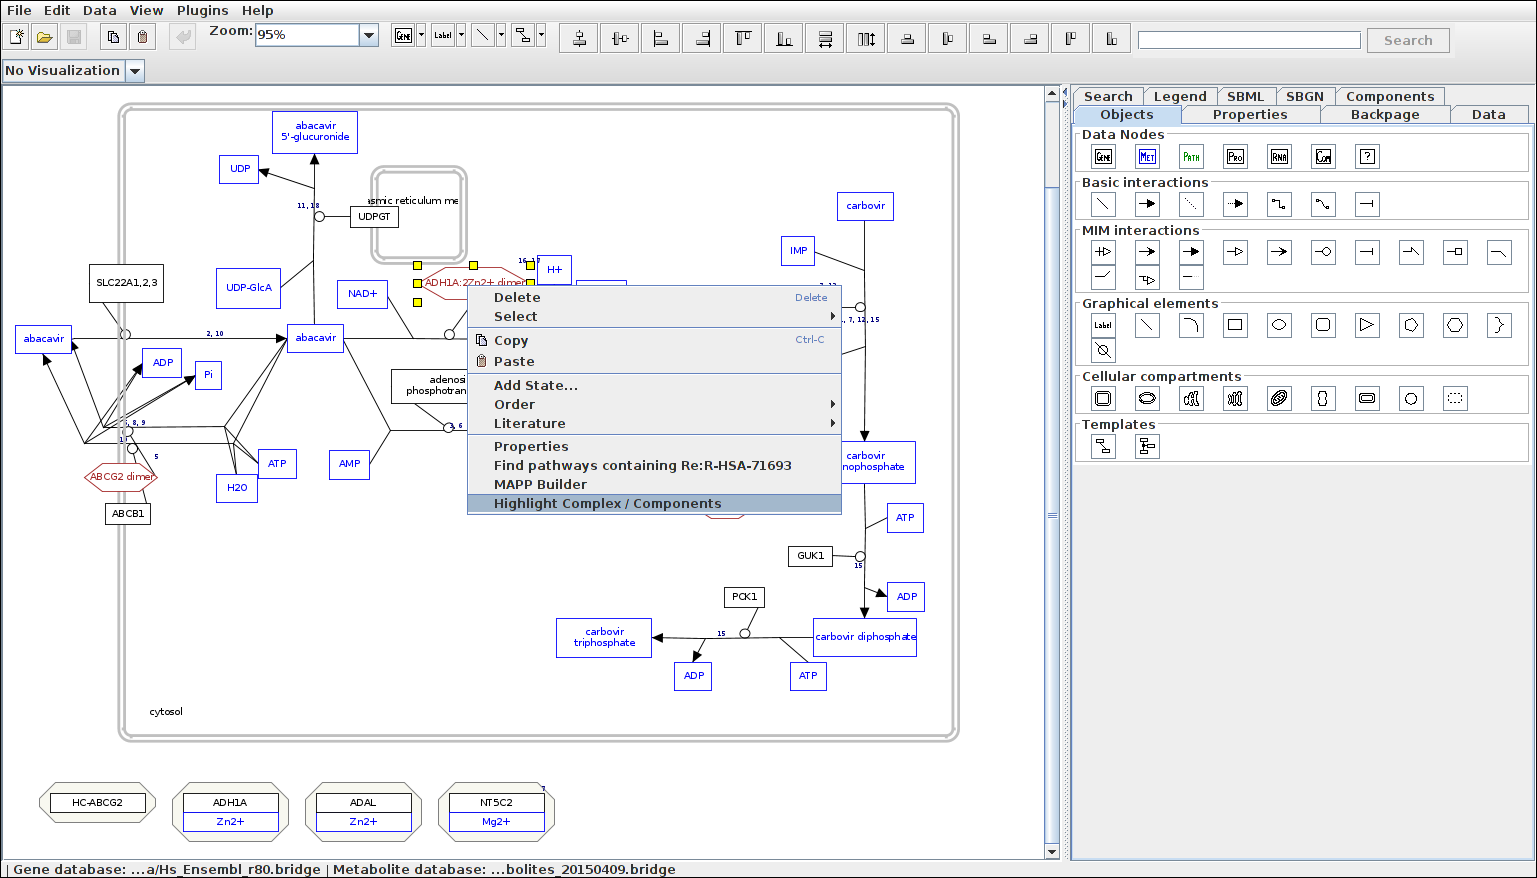 File Edit Data View Plugins Help
Zoom: 95%
GENE Label
Search
No Visualization
Search Legend SBML SBGN Components
Objects Properties Backpage Data
Data Nodes
GENE MET PATH PRO RNA COM ?
Basic interactions
MIM interactions
Graphical elements
Label
Cellular compartments
Templates
abacavir
5'-glucuronide
UDP
11, 18
UDPGT
smic reticulum me
carbovir
IMP
SLC22A1,2,3
UDP-GlcA
NAD+
ADH1A:2Zn2+ dimer
H+
abacavir
2, 10
abacavir
7, 12, 15
ADP
Pi
adenosi
phosphotran
8, 9
5
ABCG2 dimer
ABCB1
ATP
H2O
AMP
carbovir
nophosphate
ATP
GUK1
15
PCK1
ADP
carbovir
triphosphate
15
carbovir diphosphate
ADP
ATP
cytosol
Delete Delete
Select
Copy Ctrl-C
Paste
Add State...
Order
Literature
Properties
Find pathways containing Re:R-HSA-71693
MAPP Builder
Highlight Complex / Components
HC-ABCG2
ADH1A
Zn2+
ADAL
Zn2+
NT5C2
Mg2+
7
| Gene database: ...a/Hs_Ensembl_r80.bridge | Metabolite database: ...bolites_20150409.bridge